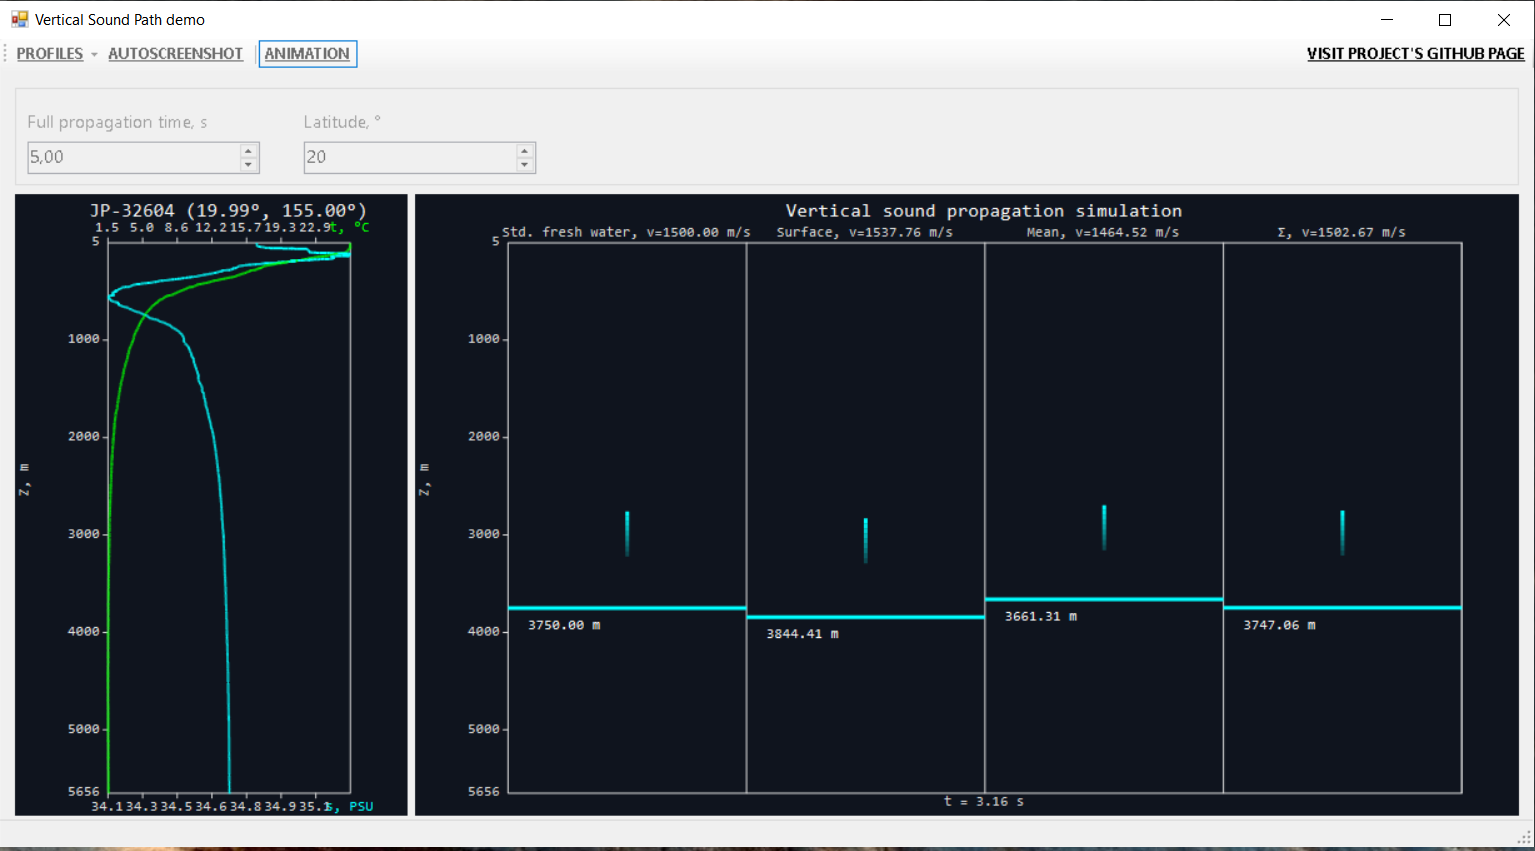 Vertical Sound Path demo
PROFILES AUTOSCREENSHOT ANIMATION VISIT PROJECT'S GITHUB PAGE
Full propagation time, s Latitude, °
5,00 20
JP-32604 (19.99°, 155.00°)
1.5 5.0 8.6 12.2 15.7 19.3 22.9 t, °C
5
1000
2000
Z, m
3000
4000
5000
5656
34.1 34.3 34.5 34.6 34.8 34.9 35.1 s, PSU
Vertical sound propagation simulation
Std. fresh water, v=1500.00 m/s Surface, v=1537.76 m/s Mean, v=1464.52 m/s Σ, v=1502.67 m/s
5
1000
2000
Z, m
3000
3750.00 m 3844.41 m 3661.31 m 3747.06 m
4000
5000
5656
t = 3.16 s